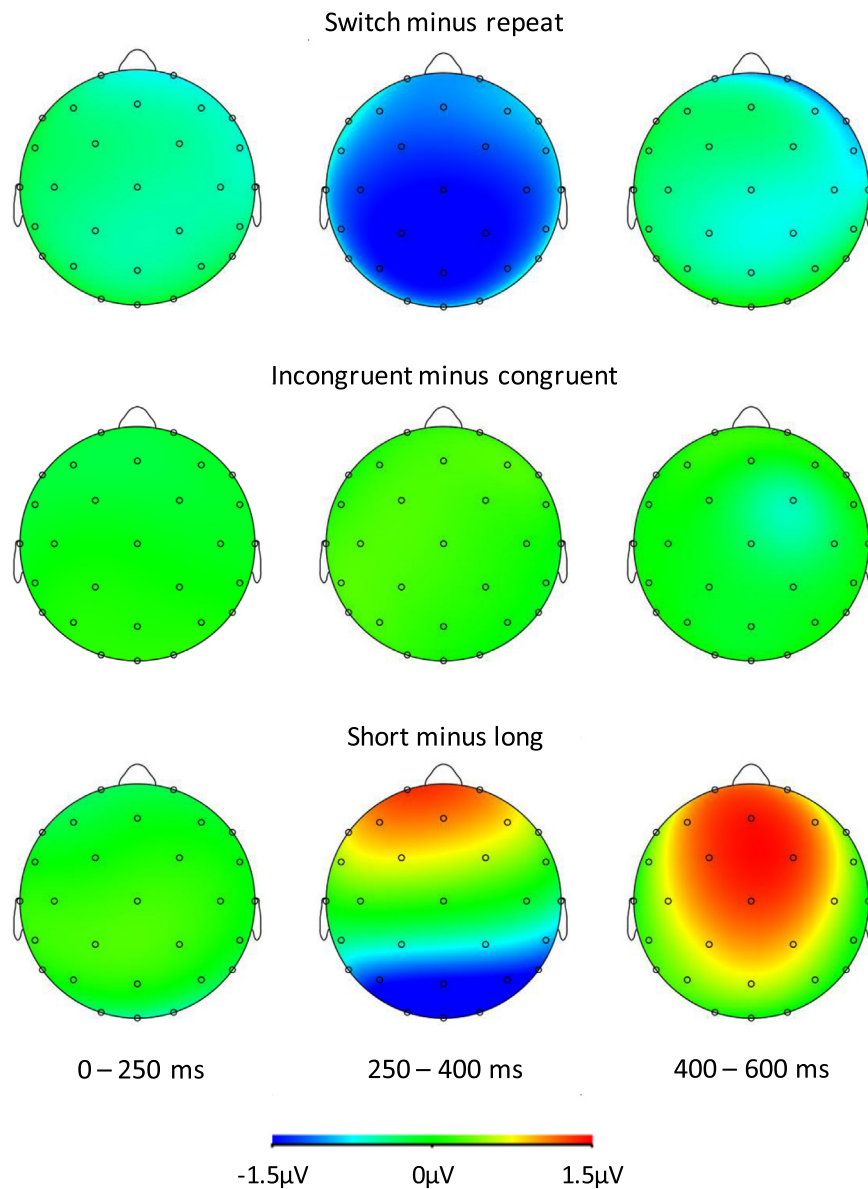 Switch minus repeat
Incongruent minus congruent
Short minus long
0 – 250 ms
250 – 400 ms
400 – 600 ms
-1.5µV
0µV
1.5µV